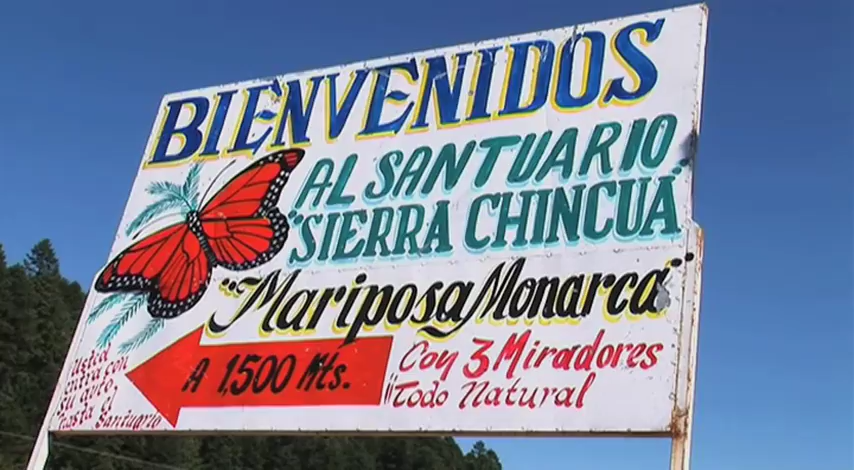 BIENVENIDOS
AL SANTUARIO
"SIERRA CHINCUA"
"Mariposa Monarca"
A 1,500 Mts.
Con 3 Miradores
"Todo Natural
Usted
entra con
su auto
hasta el
Santuario